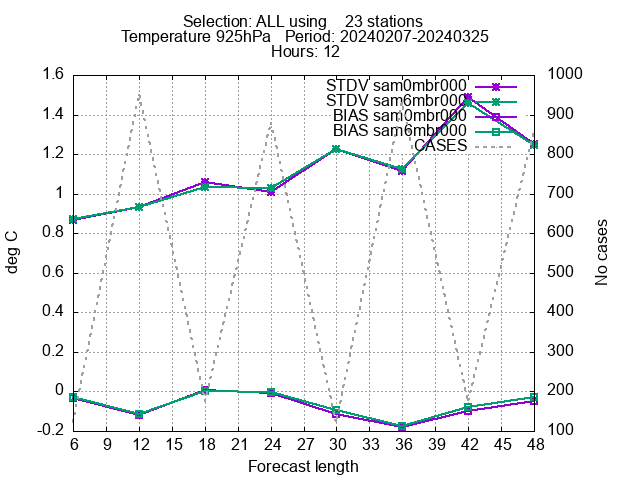 Selection: ALL using    23 stations
Temperature 925hPa   Period: 20240207-20240325
Hours: 12
STDV sam0mbr000
STDV sam6mbr000
BIAS sam0mbr000
BIAS sam6mbr000
CASES
deg C
1.6
1.4
1.2
1
0.8
0.6
0.4
0.2
0
-0.2
No cases
1000
900
800
700
600
500
400
300
200
100
6 9 12 15 18 21 24 27 30 33 36 39 42 45 48
Forecast length